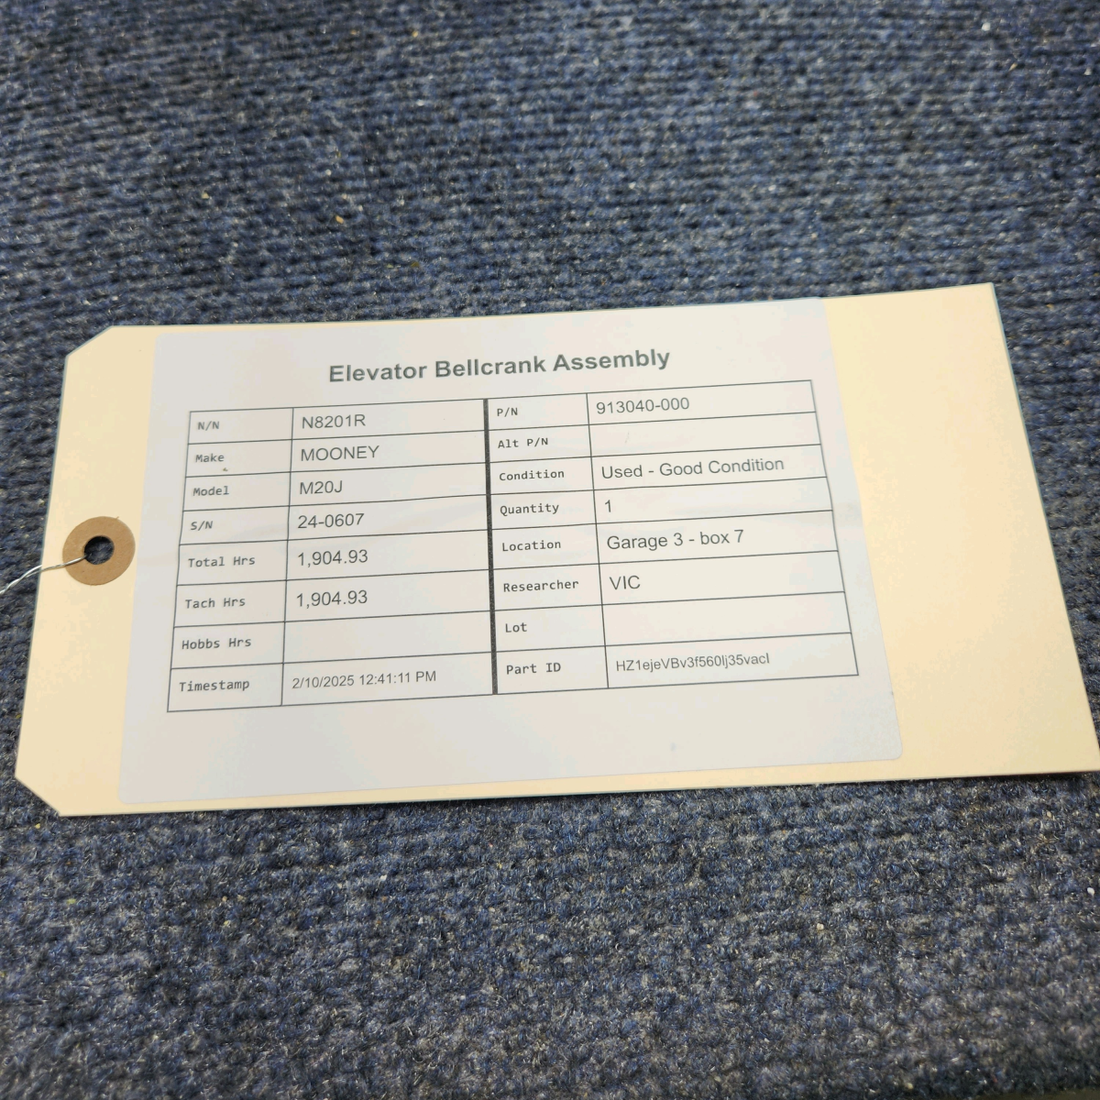 Elevator Bellcrank Assembly
N/N N8201R P/N 913040-000
Make MOONEY Alt P/N
Model M20J Condition Used - Good Condition
S/N 24-0607 Quantity 1
Total Hrs 1,904.93 Location Garage 3 - box 7
Tach Hrs 1,904.93 Researcher VIC
Hobbs Hrs Lot
Timestamp 2/10/2025 12:41:11 PM Part ID HZ1ejeVBv3f560lj35vacl